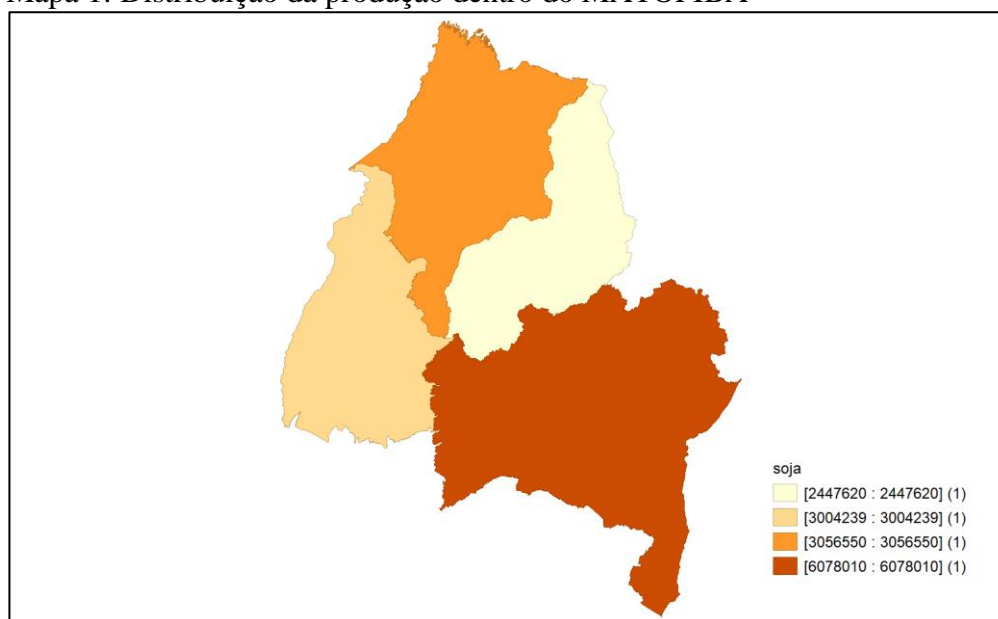 Mapa 1: Distribuição da produção dentro do MATOPIBA
soja
[2447620 : 2447620] (1)
[3004239 : 3004239] (1)
[3056550 : 3056550] (1)
[6078010 : 6078010] (1)